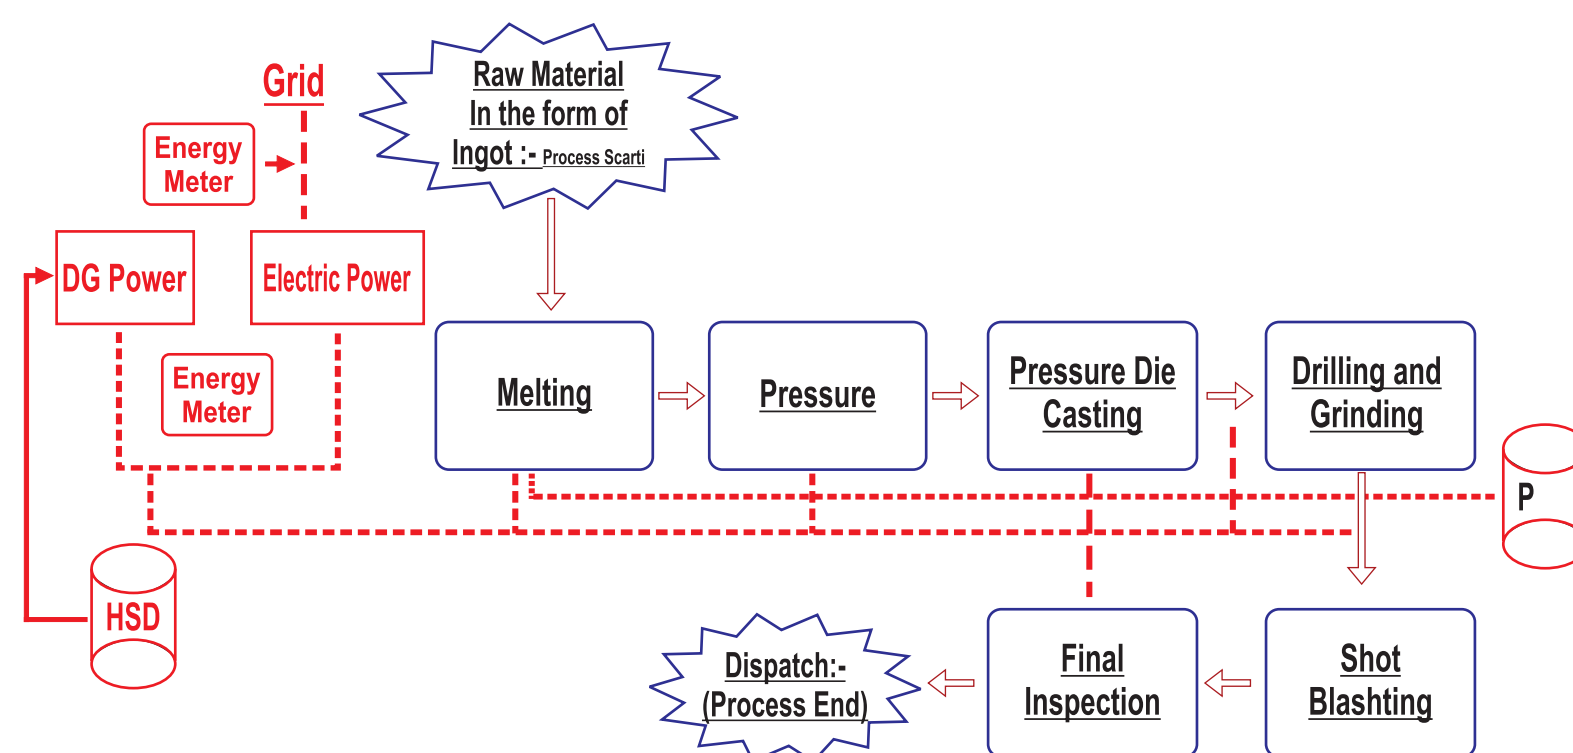 Raw Material
In the form of
Ingot :- Process Scarti
Grid
Energy
Meter
DG Power
Electric Power
Energy
Meter
Melting
Pressure
Pressure Die
Casting
Drilling and
Grinding
P
HSD
Dispatch:-
(Process End)
Final
Inspection
Shot
Blashting